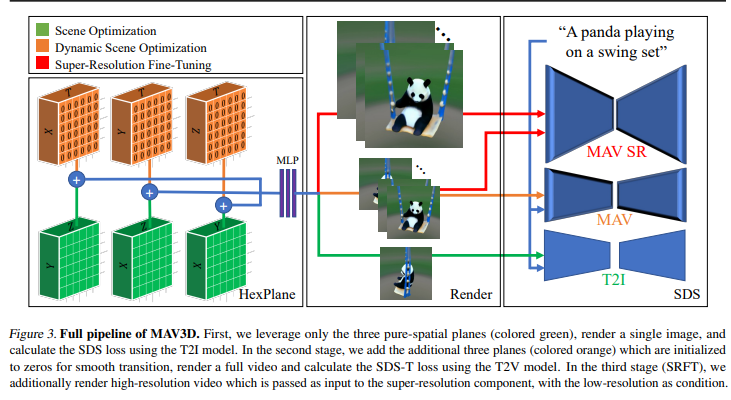 Scene Optimization
Dynamic Scene Optimization
Super-Resolution Fine-Tuning
"A panda playing
on a swing set"
T
T
T
X
Y
Z
MLP
MAV SR
MAV
T2I
Z
Z
Y
Y
X
X
HexPlane
Render
SDS
Figure 3. Full pipeline of MAV3D. First, we leverage only the three pure-spatial planes (colored green), render a single image, and
calculate the SDS loss using the T2I model. In the second stage, we add the additional three planes (colored orange) which are initialized
to zeros for smooth transition, render a full video and calculate the SDS-T loss using the T2V model. In the third stage (SRFT), we
additionally render high-resolution video which is passed as input to the super-resolution component, with the low-resolution as condition.